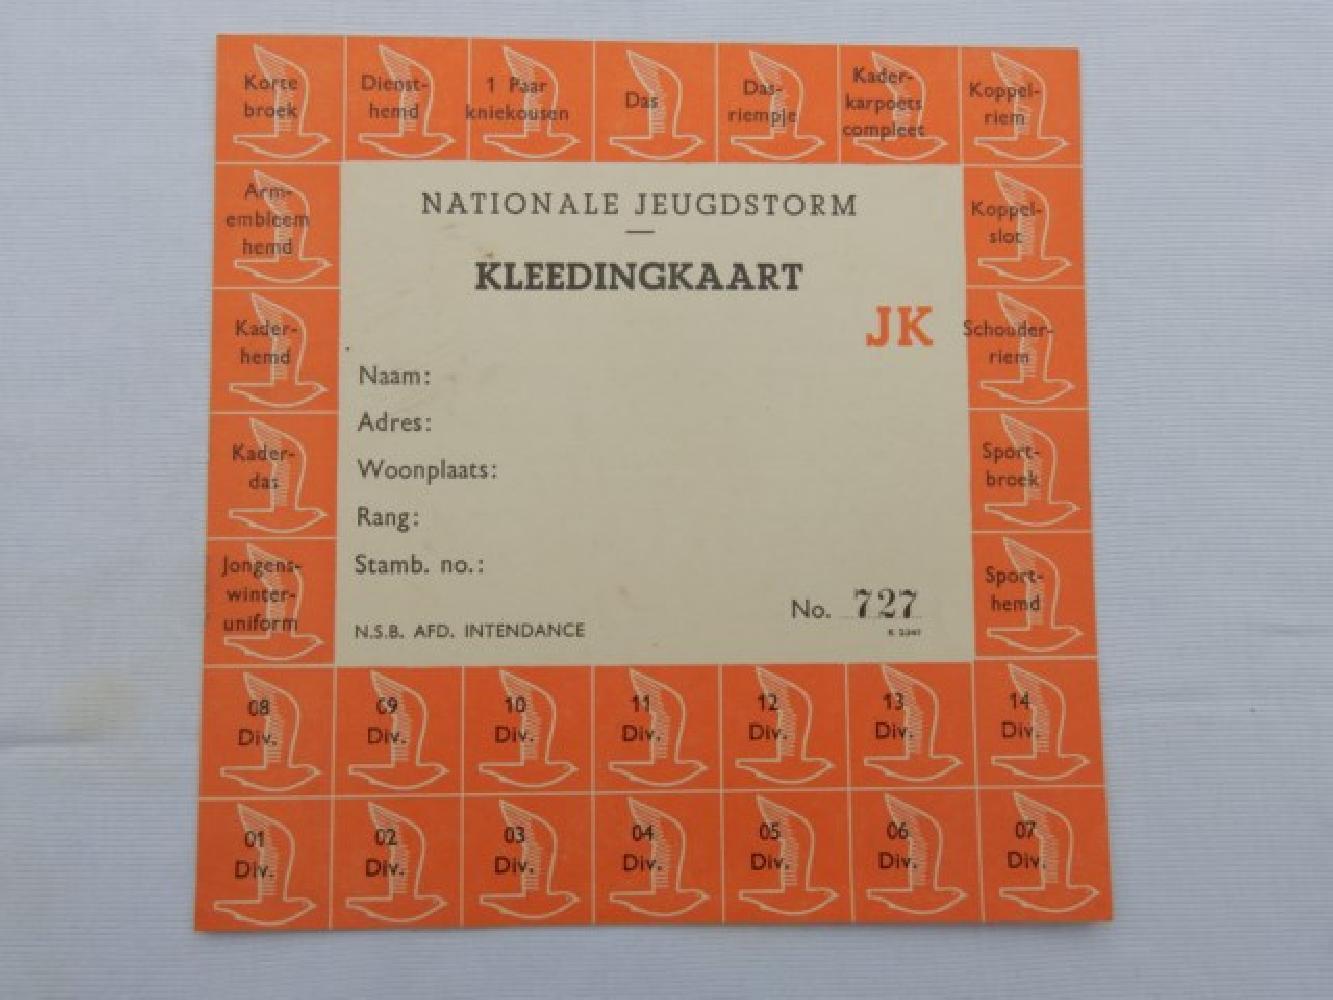 Korte
broek
Dienst-
hemd
1 Paar
kniekousen
Das
Das-
riempje
Kader-
karpoets
compleet
Koppel-
riem
Arm-
embleem
hemd
NATIONALE JEUGDSTORM
Koppel-
slot
KLEEDINGKAART
JK
Kader-
hemd
Schouder-
riem
Naam:
Adres:
Kader-
das
Woonplaats:
Sport-
broek
Rang:
Stamb. no.:
Jongens-
winter-
uniform
Sport-
hemd
No. 727
N.S.B. AFD. INTENDANCE
08
Div.
09
Div.
10
Div.
11
Div.
12
Div.
13
Div.
14
Div.
01
Div.
02
Div.
03
Div.
04
Div.
05
Div.
06
Div.
07
Div.